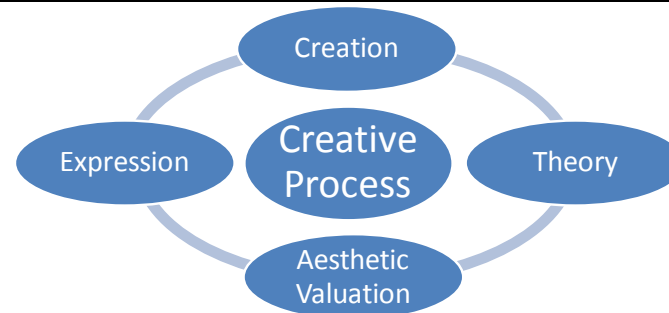 Creation
Expression
Creative
Process
Theory
Aesthetic
Valuation